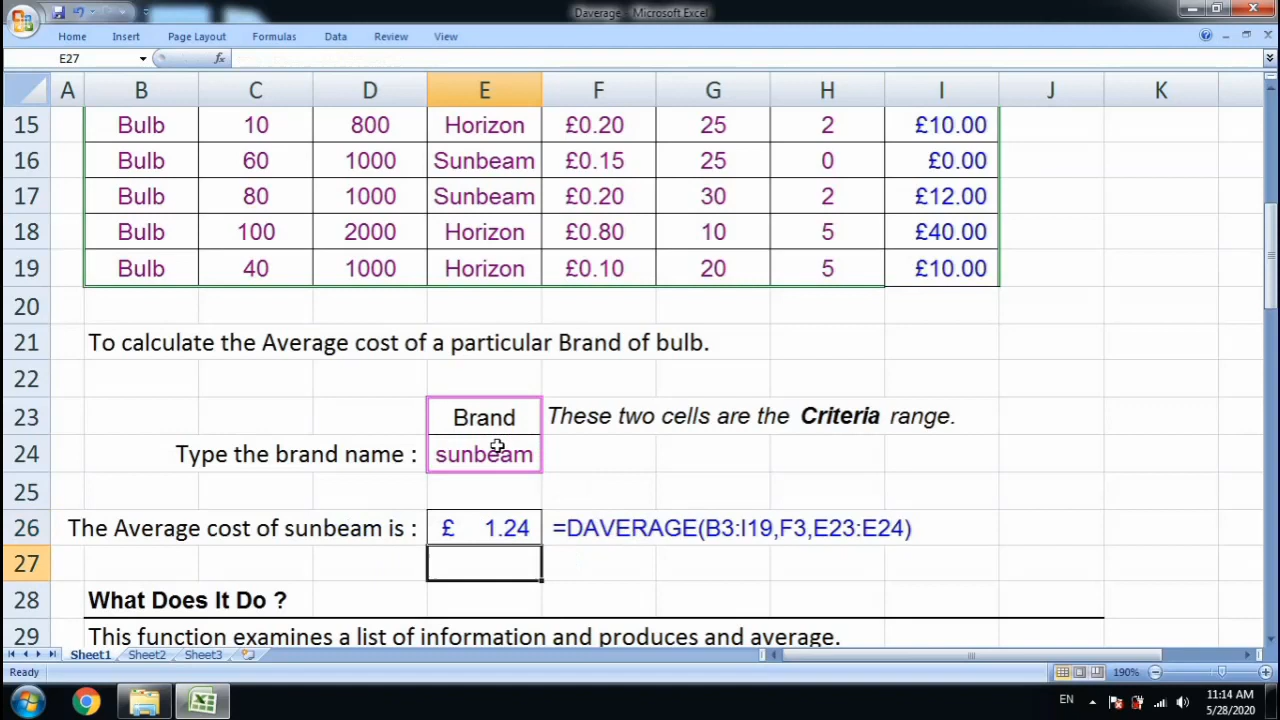 Daverage - Microsoft Excel
Home Insert Page Layout Formulas Data Review View
E27 fx
A B C D E F G H I J K
15 Bulb 10 800 Horizon £0.20 25 2 £10.00
16 Bulb 60 1000 Sunbeam £0.15 25 0 £0.00
17 Bulb 80 1000 Sunbeam £0.20 30 2 £12.00
18 Bulb 100 2000 Horizon £0.80 10 5 £40.00
19 Bulb 40 1000 Horizon £0.10 20 5 £10.00
20
21 To calculate the Average cost of a particular Brand of bulb.
22
23 Brand These two cells are the Criteria range.
24 Type the brand name : sunbeam
25
26 The Average cost of sunbeam is : £ 1.24 =DAVERAGE(B3:I19,F3,E23:E24)
27
28 What Does It Do ?
29 This function examines a list of information and produces and average.
Sheet1 Sheet2 Sheet3
Ready 190%
EN 11:14 AM
5/28/2020